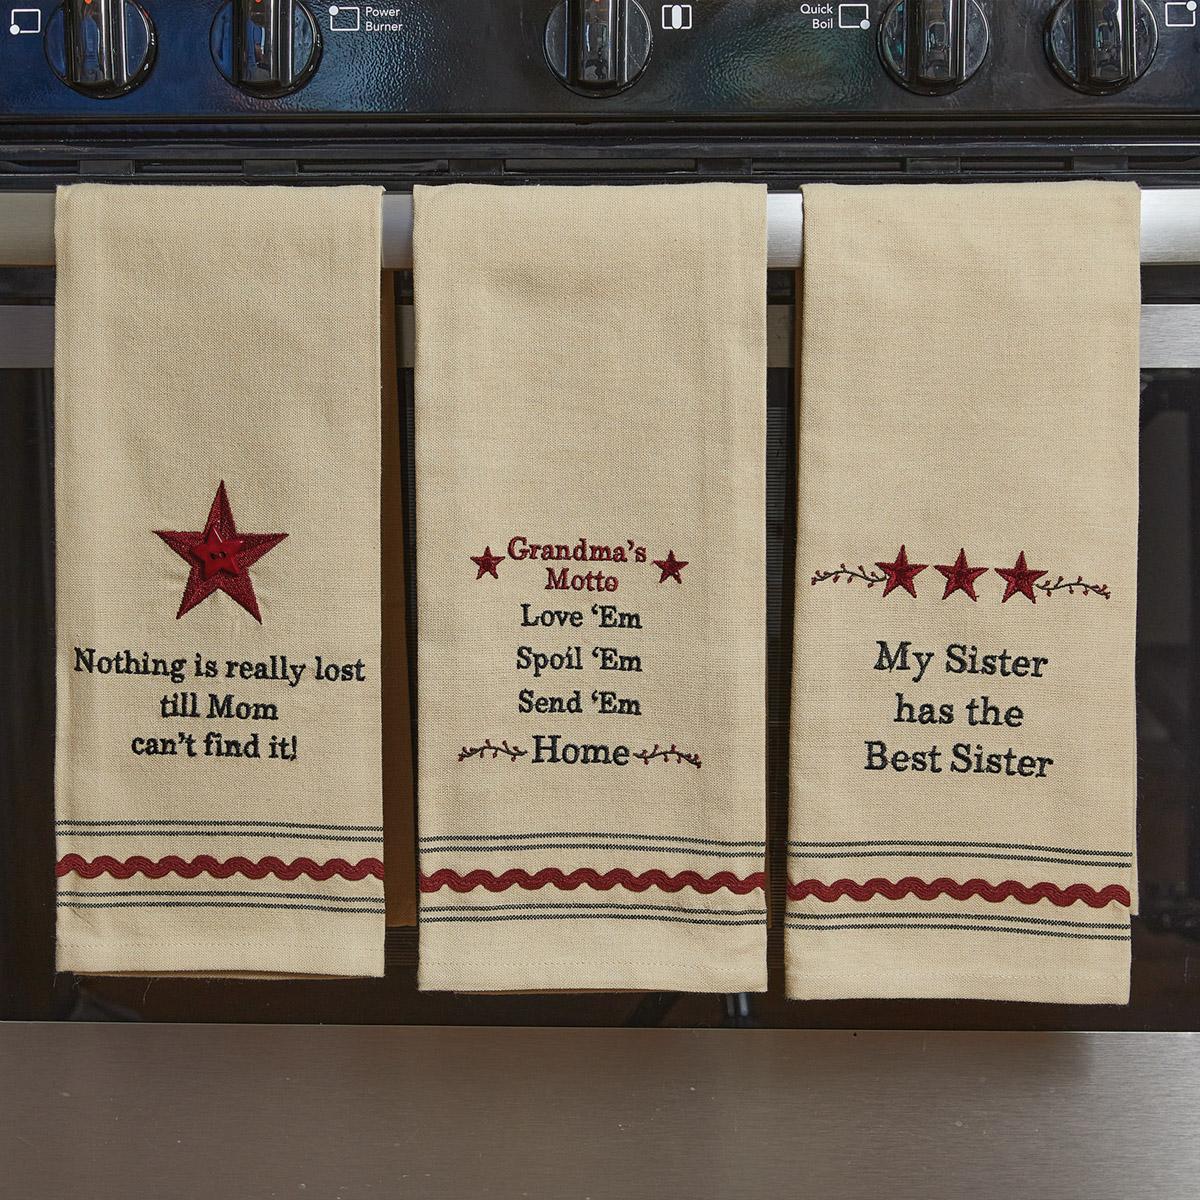 Power
Burner
Quick
Boil
Nothing is really lost
till Mom
can't find it!
Grandma's
Motto
Love ‘Em
Spoil ‘Em
Send ‘Em
Home
My Sister
has the
Best Sister